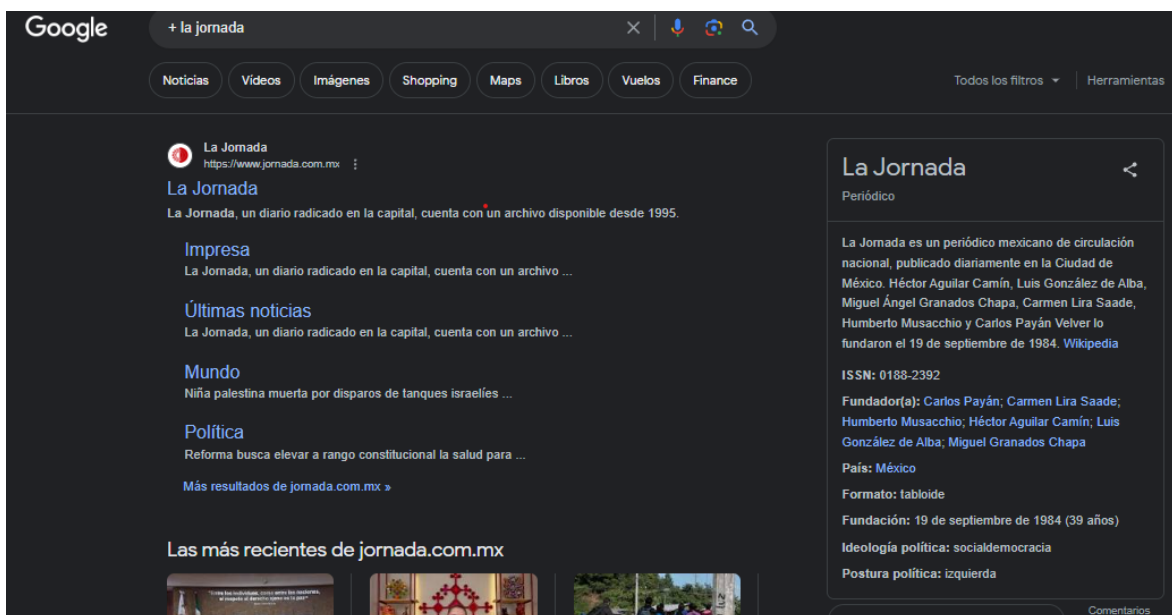 Google
+ la jornada
Noticias
Vídeos
Imágenes
Shopping
Maps
Libros
Vuelos
Finance
Todos los filtros
Herramientas
La Jornada
https://www.jornada.com.mx
La Jornada
La Jornada, un diario radicado en la capital, cuenta con un archivo disponible desde 1995.
Impresa
La Jornada, un diario radicado en la capital, cuenta con un archivo ...
Últimas noticias
La Jornada, un diario radicado en la capital, cuenta con un archivo ...
Mundo
Niña palestina muerta por disparos de tanques israelíes ...
Política
Reforma busca elevar a rango constitucional la salud para ...
Más resultados de jornada.com.mx »
Las más recientes de jornada.com.mx
La Jornada
Periódico
La Jornada es un periódico mexicano de circulación
nacional, publicado diariamente en la Ciudad de
México. Héctor Aguilar Camín, Luis González de Alba,
Miguel Ángel Granados Chapa, Carmen Lira Saade,
Humberto Musacchio y Carlos Payán Velver lo
fundaron el 19 de septiembre de 1984. Wikipedia
ISSN: 0188-2392
Fundador(a): Carlos Payán; Carmen Lira Saade;
Humberto Musacchio; Héctor Aguilar Camín; Luis
González de Alba; Miguel Granados Chapa
País: México
Formato: tabloide
Fundación: 19 de septiembre de 1984 (39 años)
Ideología política: socialdemocracia
Postura política: izquierda
Comentarios